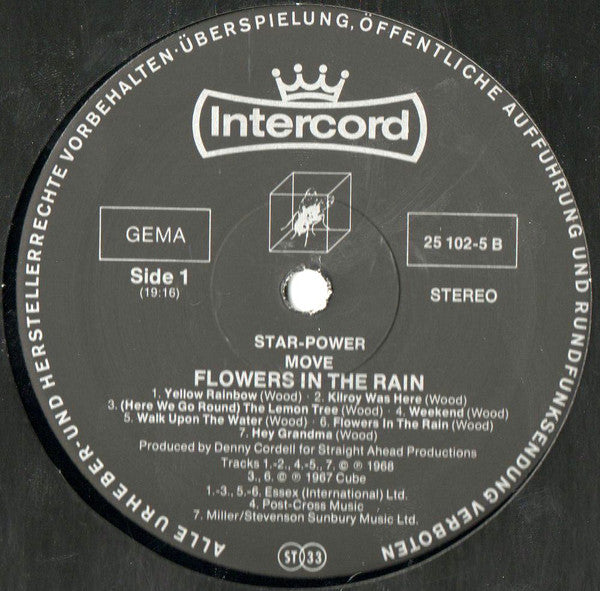 ALLE URHEBER- UND HERSTELLERRECHTE VORBEHALTEN · ÜBERSPIELUNG, ÖFFENTLICHE AUFFÜHRUNG UND RUNDFUNKSENDUNG VERBOTEN
Intercord
GEMA
25 102-5 B
Side 1
(19:16)
STEREO
STAR-POWER
MOVE
FLOWERS IN THE RAIN
1. Yellow Rainbow (Wood) · 2. Kilroy Was Here (Wood)
3. (Here We Go Round) The Lemon Tree (Wood) · 4. Weekend (Wood)
5. Walk Upon The Water (Wood) · 6. Flowers In The Rain (Wood)
7. Hey Grandma (Wood)
Produced by Denny Cordell for Straight Ahead Productions
Tracks 1.-2., 4.-5., 7. © ℗ 1968
3., 6. © ℗ 1967 Cube
1.-3., 5.-6. Essex (International) Ltd.
4. Post-Cross Music
7. Miller/Stevenson Sunbury Music Ltd.
ST 33